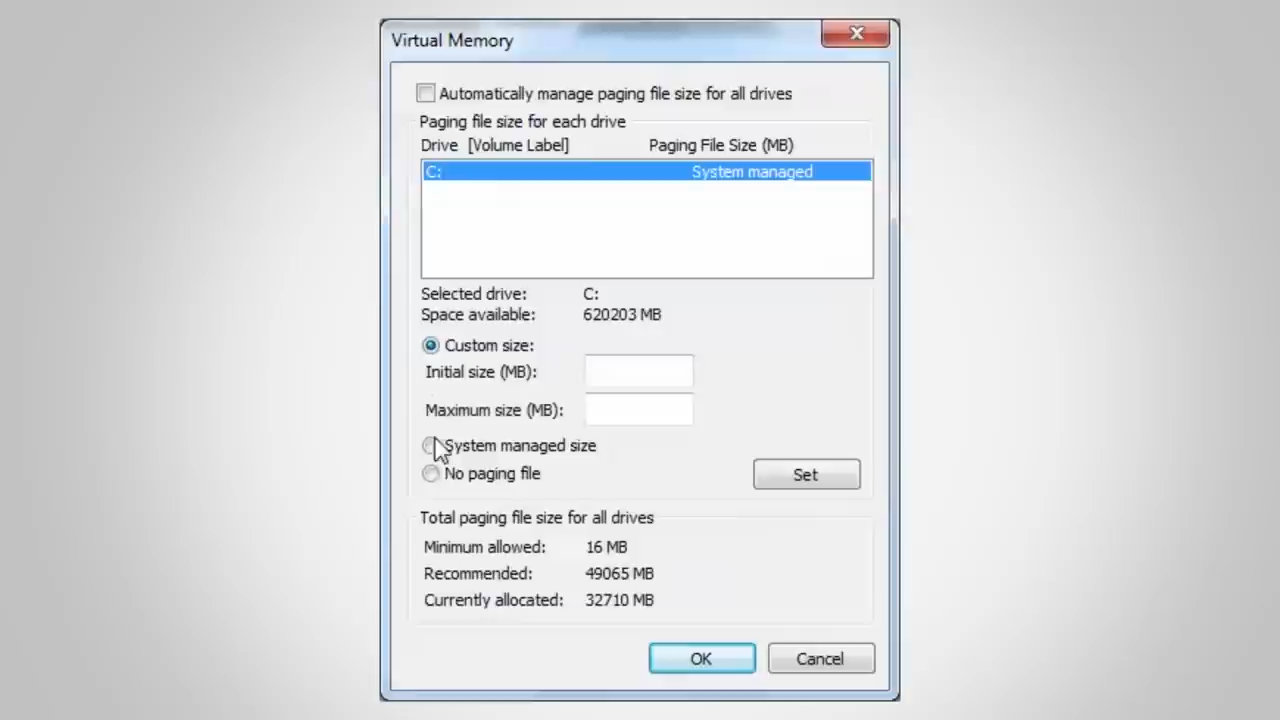 Virtual Memory
Automatically manage paging file size for all drives
Paging file size for each drive
Drive [Volume Label] Paging File Size (MB)
C: System managed
Selected drive: C:
Space available: 620203 MB
Custom size:
Initial size (MB):
Maximum size (MB):
System managed size
No paging file
Set
Total paging file size for all drives
Minimum allowed: 16 MB
Recommended: 49065 MB
Currently allocated: 32710 MB
OK Cancel